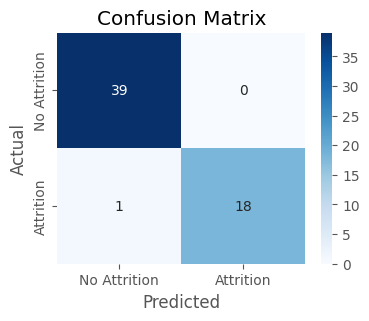 Confusion Matrix
Actual
No Attrition
39
0
Attrition
1
18
No Attrition
Attrition
Predicted
35
30
25
20
15
10
5
0